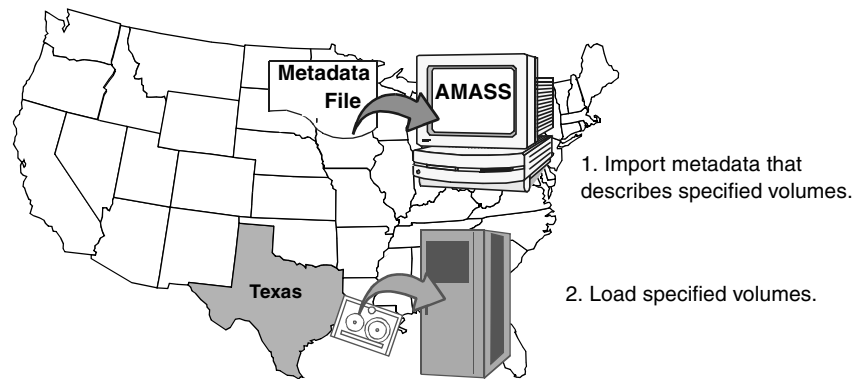 Metadata
File
AMASS
1. Import metadata that
describes specified volumes.
Texas
2. Load specified volumes.